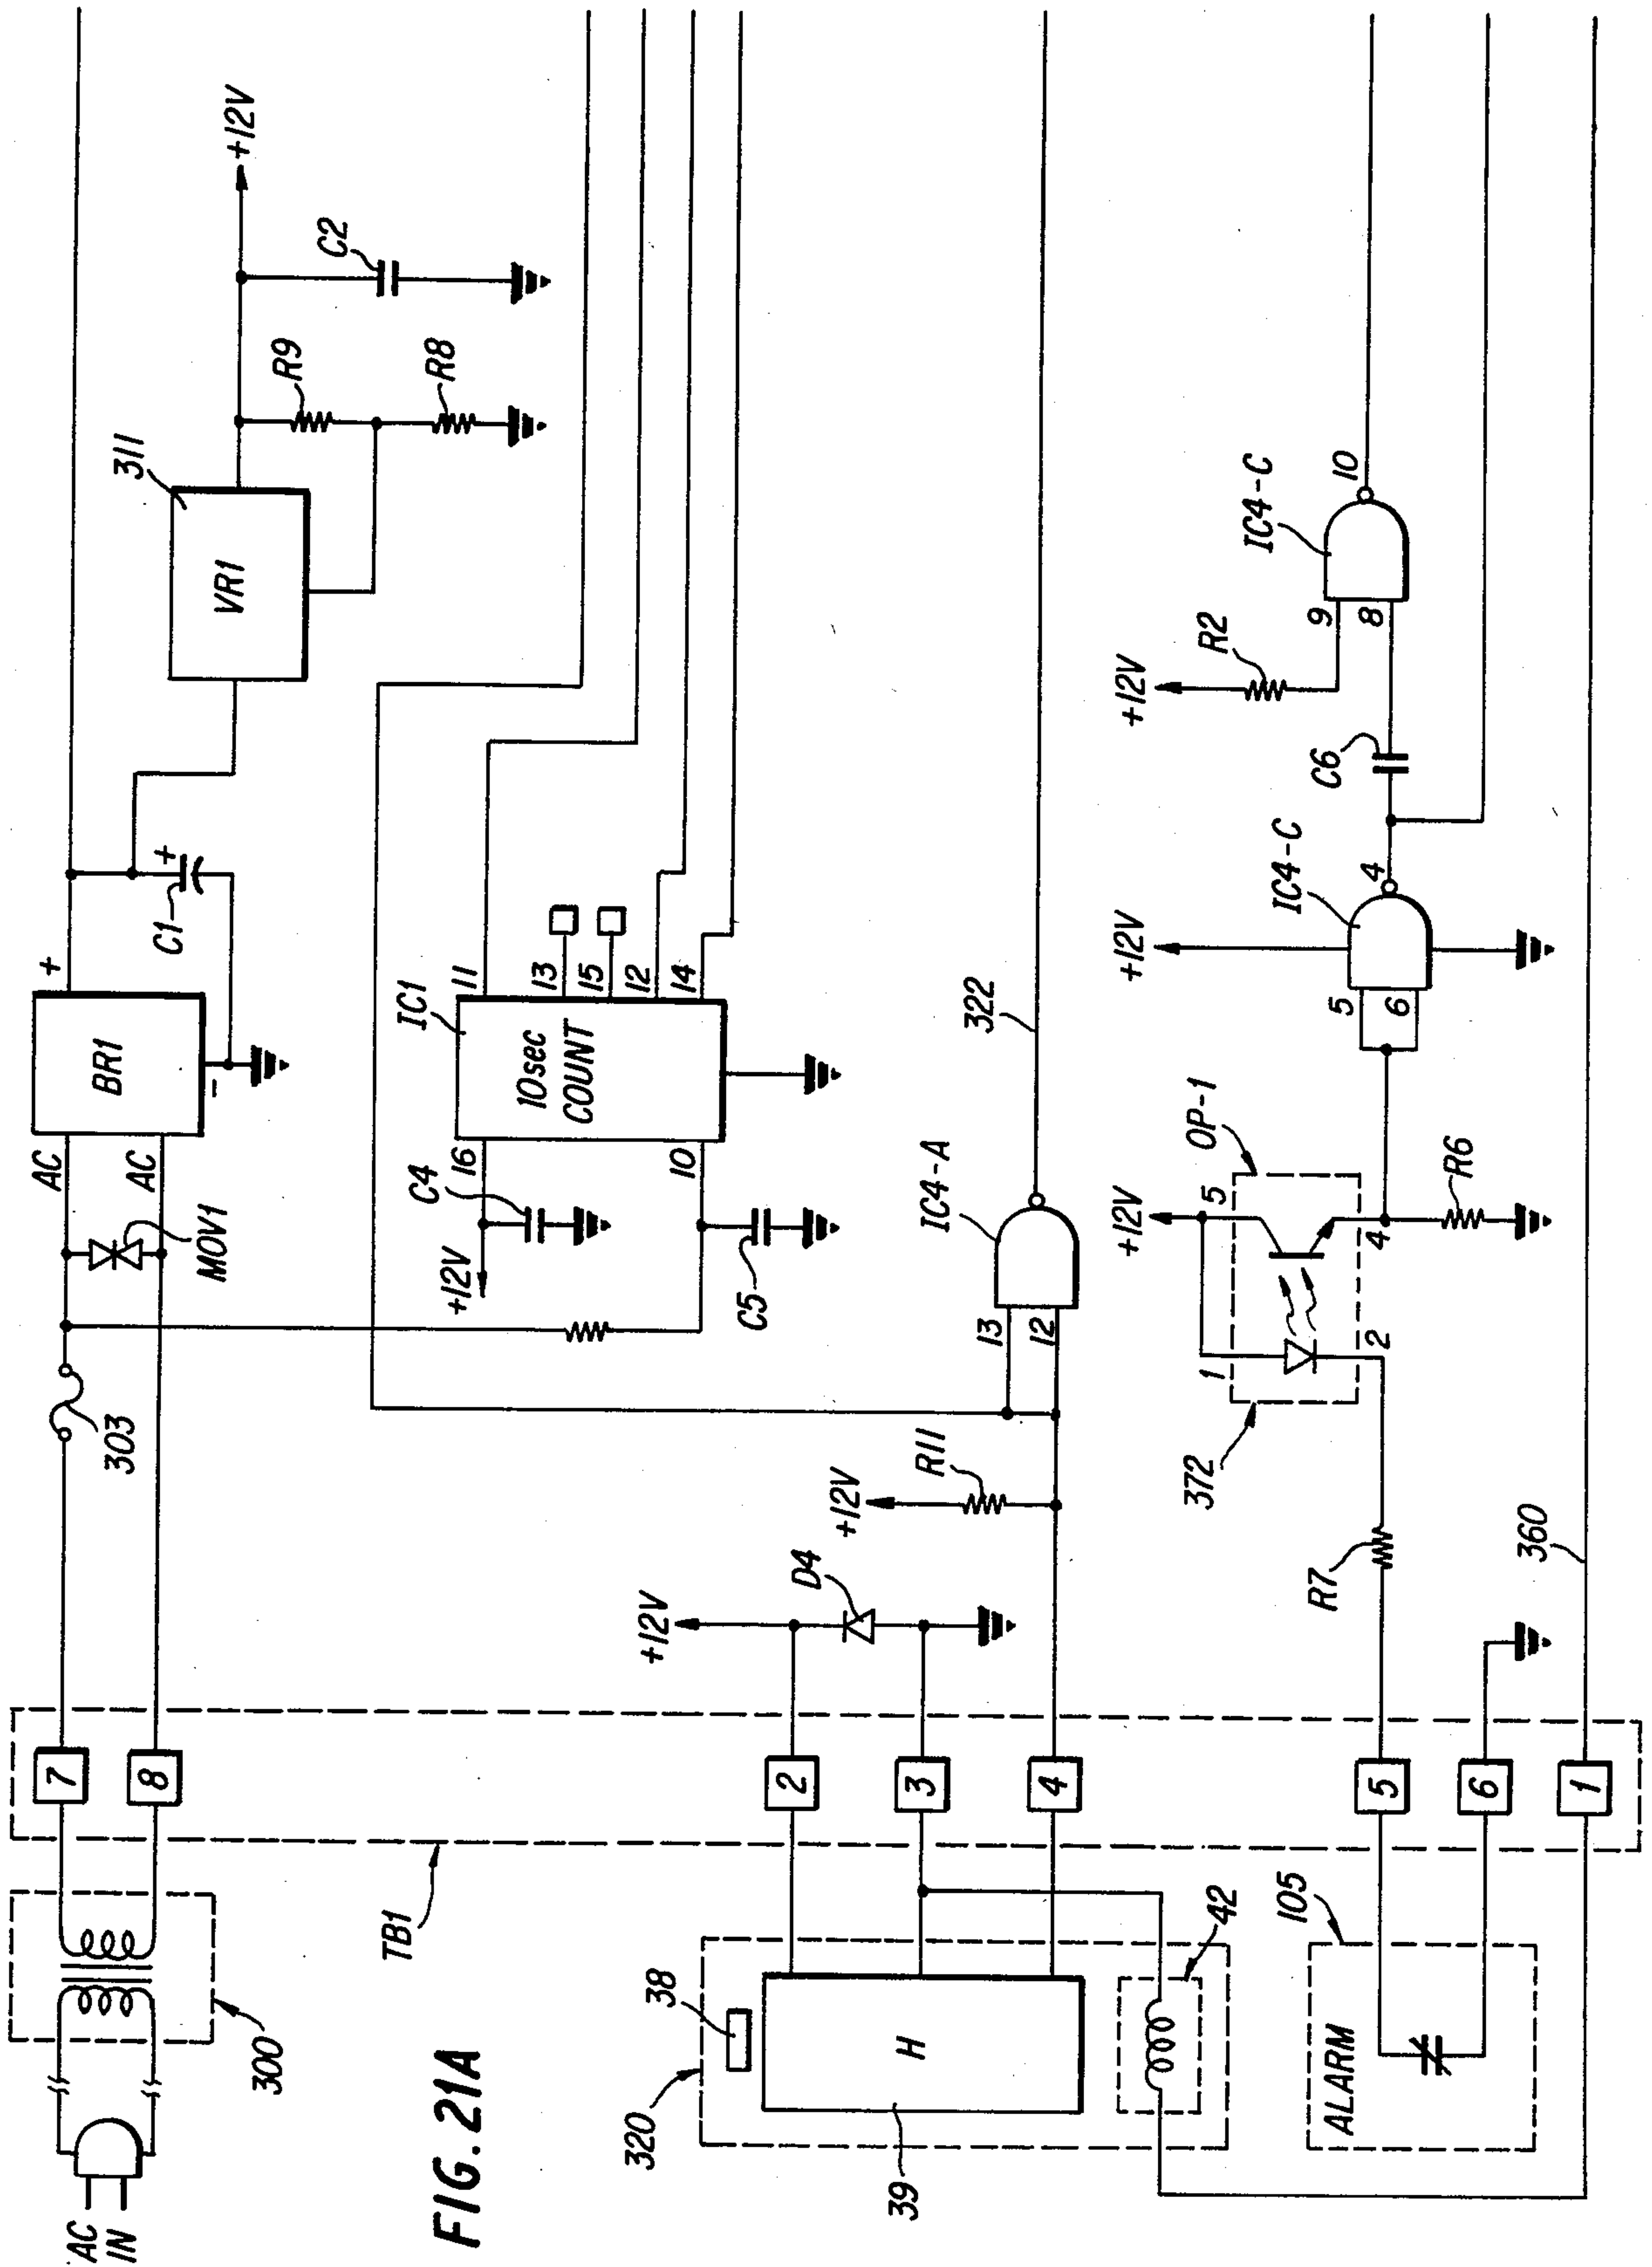 AC
IN
300
7
8
TB1
303
MOV1
AC
AC
BR1
+
-
C1
+
311
VR1
R9
R8
C2
+12V
IC1
10sec
COUNT
16
10
11
13
15
12
14
C4
+12V
C5
320
38
H
39
42
2
3
4
+12V
D4
+12V
R11
13
12
IC4-A
322
105
ALARM
5
6
1
R7
360
372
OP-1
+12V
1
5
2
4
R6
5
6
+12V
IC4-C
4
C6
+12V
R2
9
8
IC4-C
10
FIG. 21A